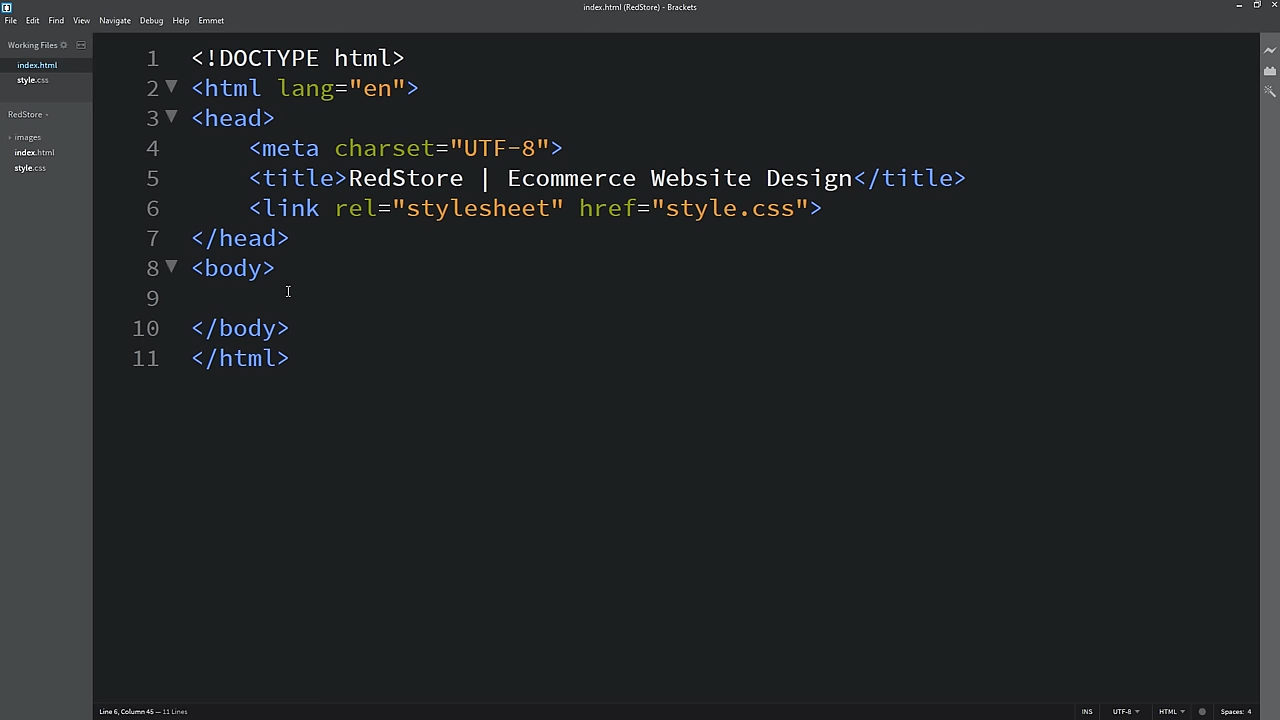 index.html (RedStore) - Brackets
File Edit Find View Navigate Debug Help Emmet
Working Files
index.html
style.css
RedStore
images
index.html
style.css
1 <!DOCTYPE html>
2 <html lang="en">
3 <head>
4     <meta charset="UTF-8">
5     <title>RedStore | Ecommerce Website Design</title>
6     <link rel="stylesheet" href="style.css">
7 </head>
8 <body>
9
10 </body>
11 </html>
Line 6, Column 45 — 11 Lines INS UTF-8 HTML Spaces: 4